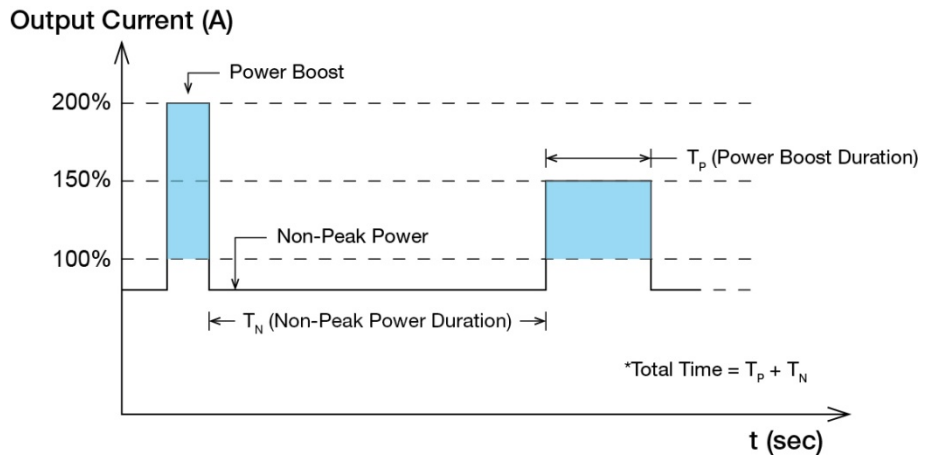 Output Current (A)
Power Boost
200%
T_P (Power Boost Duration)
150%
Non-Peak Power
100%
T_N (Non-Peak Power Duration)
*Total Time = T_P + T_N
t (sec)